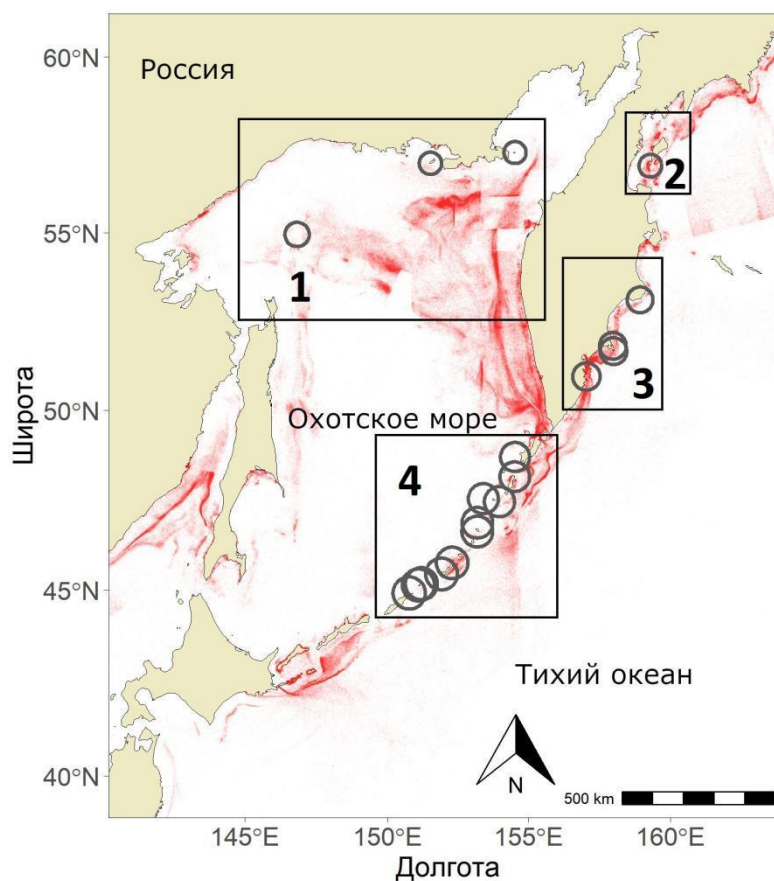 60°N
Россия
2
55°N
1
3
50°N
Охотское море
Широта
4
45°N
Тихий океан
N
40°N
500 km
145°E
150°E
155°E
160°E
Долгота